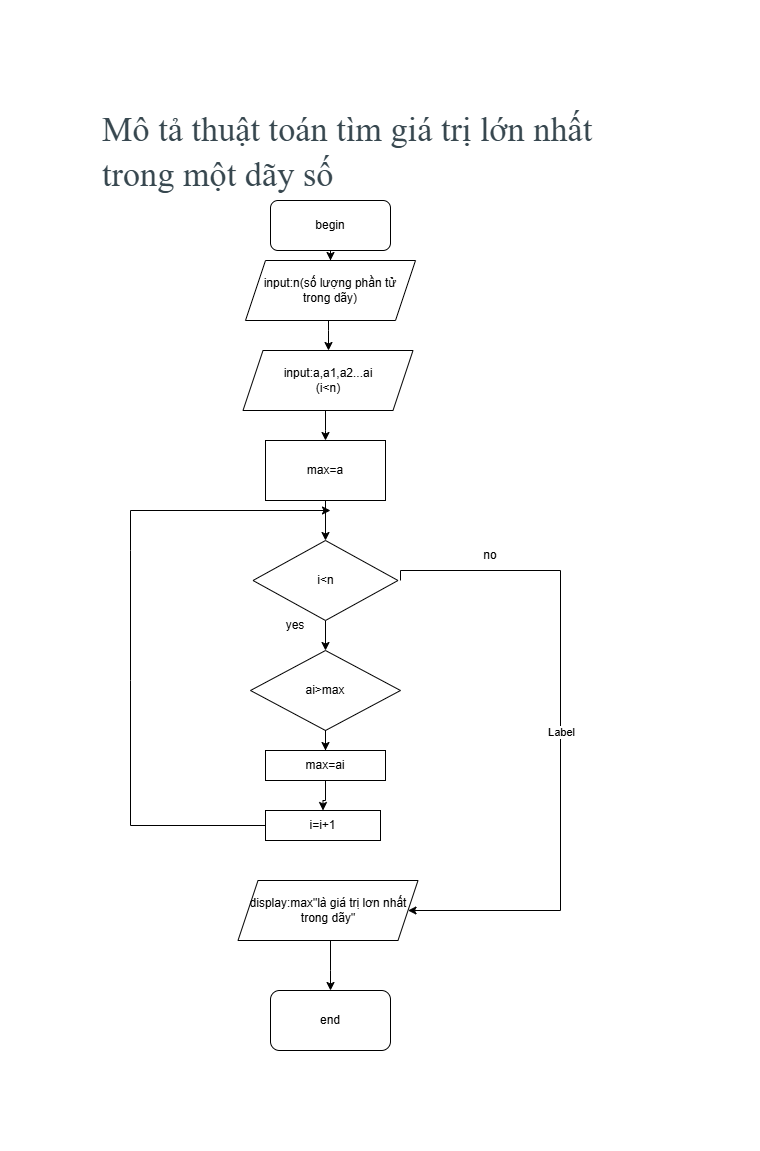 Mô tả thuật toán tìm giá trị lớn nhất
trong một dãy số
begin
input:n(số lượng phần tử
trong dãy)
input:a,a1,a2...ai
(i<n)
max=a
i<n
no
yes
ai>max
Label
max=ai
i=i+1
display:max"là giá trị lơn nhất
trong dãy"
end